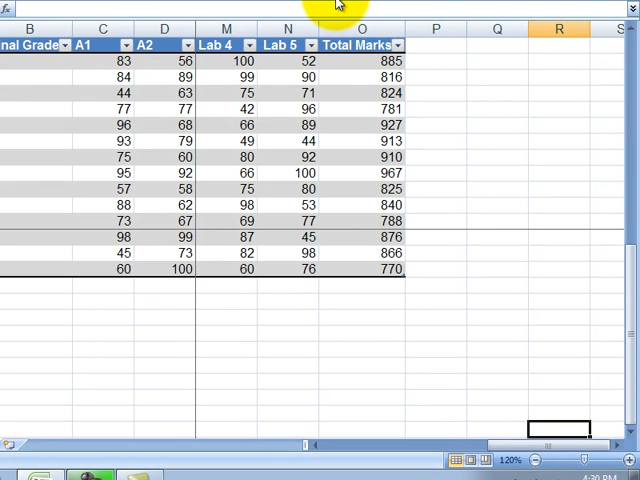 fx
B C D M N O P Q R S
nal Grade A1 A2 Lab 4 Lab 5 Total Marks
83 56 100 52 885
84 89 99 90 816
44 63 75 71 824
77 77 42 96 781
96 68 66 89 927
93 79 49 44 913
75 60 80 92 910
95 92 66 100 967
57 58 75 80 825
88 62 98 53 840
73 67 69 77 788
98 99 87 45 876
45 73 82 98 866
60 100 60 76 770
120%
4:30 PM